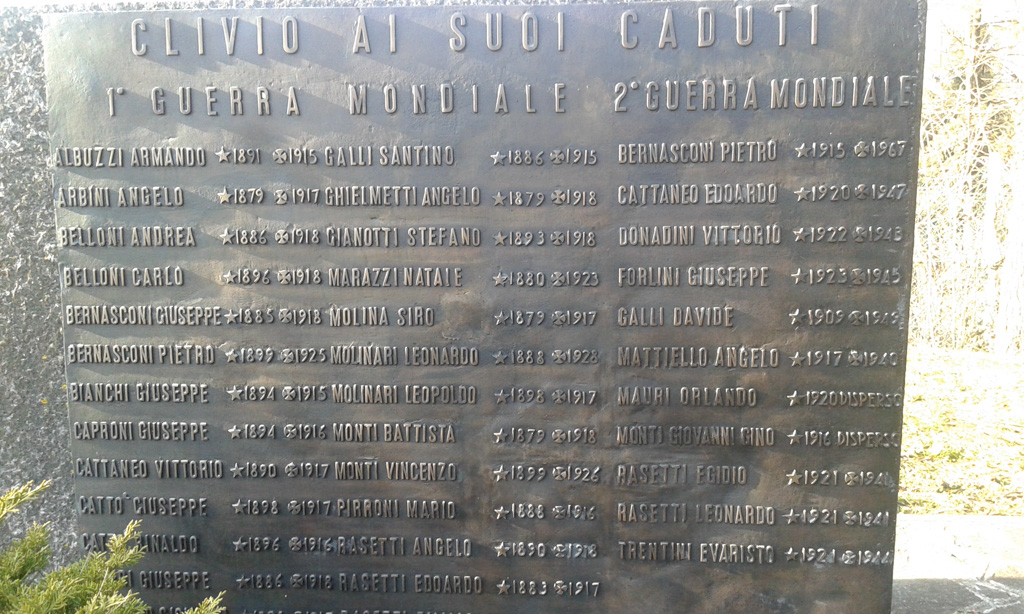 CLIVIO AI SUOI CADUTI
1° GUERRA MONDIALE 2° GUERRA MONDIALE
ALBUZZI ARMANDO ★1891 ✠1915 GALLI SANTINO ★1886 ✠1915 BERNASCONI PIETRO ★1915 ✠1967
ARBINI ANGELO ★1879 ✠1917 GHIELMETTI ANGELO ★1879 ✠1918 CATTANEO EDOARDO ★1920 ✠1947
BELLONI ANDREA ★1886 ✠1918 GIANOTTI STEFANO ★1893 ✠1918 DONADINI VITTORIO ★1922 ✠1943
BELLONI CARLO ★1896 ✠1918 MARAZZI NATALE ★1880 ✠1923 FORLINI GIUSEPPE ★1923 ✠1945
BERNASCONI GIUSEPPE ★1885 ✠1918 MOLINA SIRO ★1879 ✠1917 GALLI DAVIDE ★1909
BERNASCONI PIETRO ★1899 ✠1925 MOLINARI LEONARDO ★1888 ✠1928 MATTIELLO ANGELO ★1917
BIANCHI GIUSEPPE ★1894 ✠1915 MOLINARI LEOPOLDO ★1898 ✠1917 MAURI ORLANDO ★1920 DISPERSO
CAPRONI GIUSEPPE ★1894 ✠1916 MONTI BATTISTA ★1879 ✠1918 MONTI GIOVANNI GINO ★1916 DISPERSO
CATTANEO VITTORIO ★1890 ✠1917 MONTI VINCENZO ★1899 ✠1926 RASETTI EGIDIO ★1921
CATTO' GIUSEPPE ★1898 ✠1917 PIRRONI MARIO ★1888 ✠1916 RASETTI LEONARDO ★1921 ✠1941
★1896 ✠1916 RASETTI ANGELO ★1890 ✠1918 TRENTINI EVARISTO ★1921 ✠1944
GIUSEPPE ★1886 ✠1918 RASETTI EDOARDO ★1883 ✠1917
RASETTI